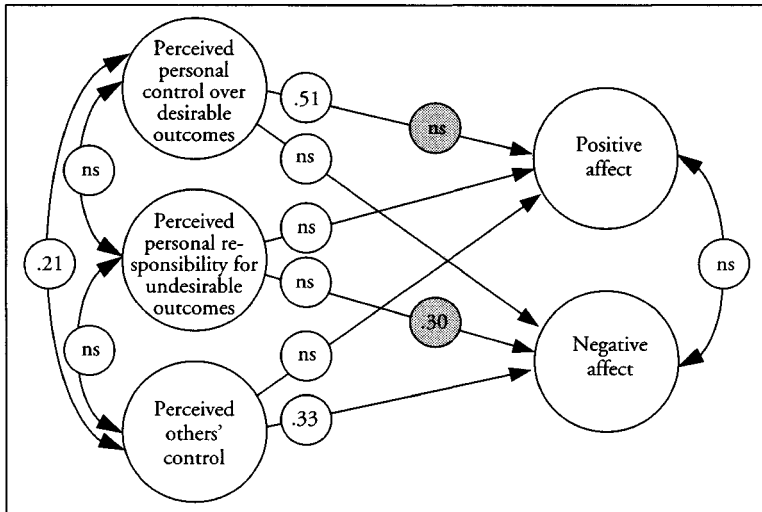 Perceived
personal
control over
desirable
outcomes
.51
ns
ns
Positive
affect
ns
Perceived
personal re-
sponsibility for
undesirable
outcomes
ns
ns
.21
ns
.30
ns
Negative
affect
ns
ns
Perceived
others'
control
.33